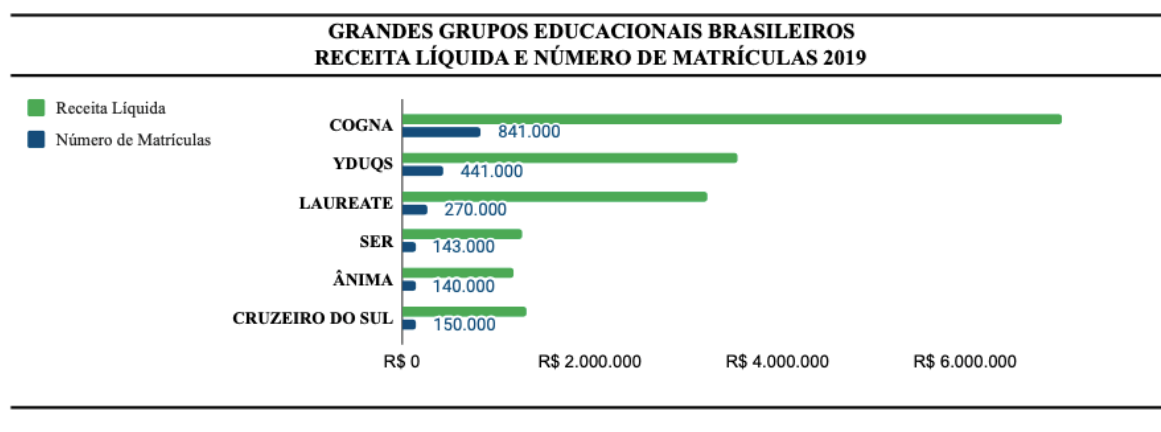 GRANDES GRUPOS EDUCACIONAIS BRASILEIROS
RECEITA LÍQUIDA E NÚMERO DE MATRÍCULAS 2019
Receita Líquida
Número de Matrículas
COGNA
841.000
YDUQS
441.000
LAUREATE
270.000
SER
143.000
ÂNIMA
140.000
CRUZEIRO DO SUL
150.000
R$ 0 R$ 2.000.000 R$ 4.000.000 R$ 6.000.000